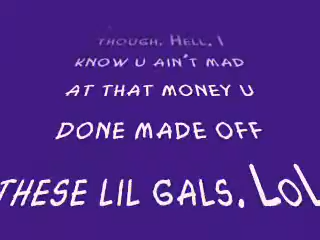 though. Hell, I
know u ain't mad
at that money u
done made off
these lil gals. Lol